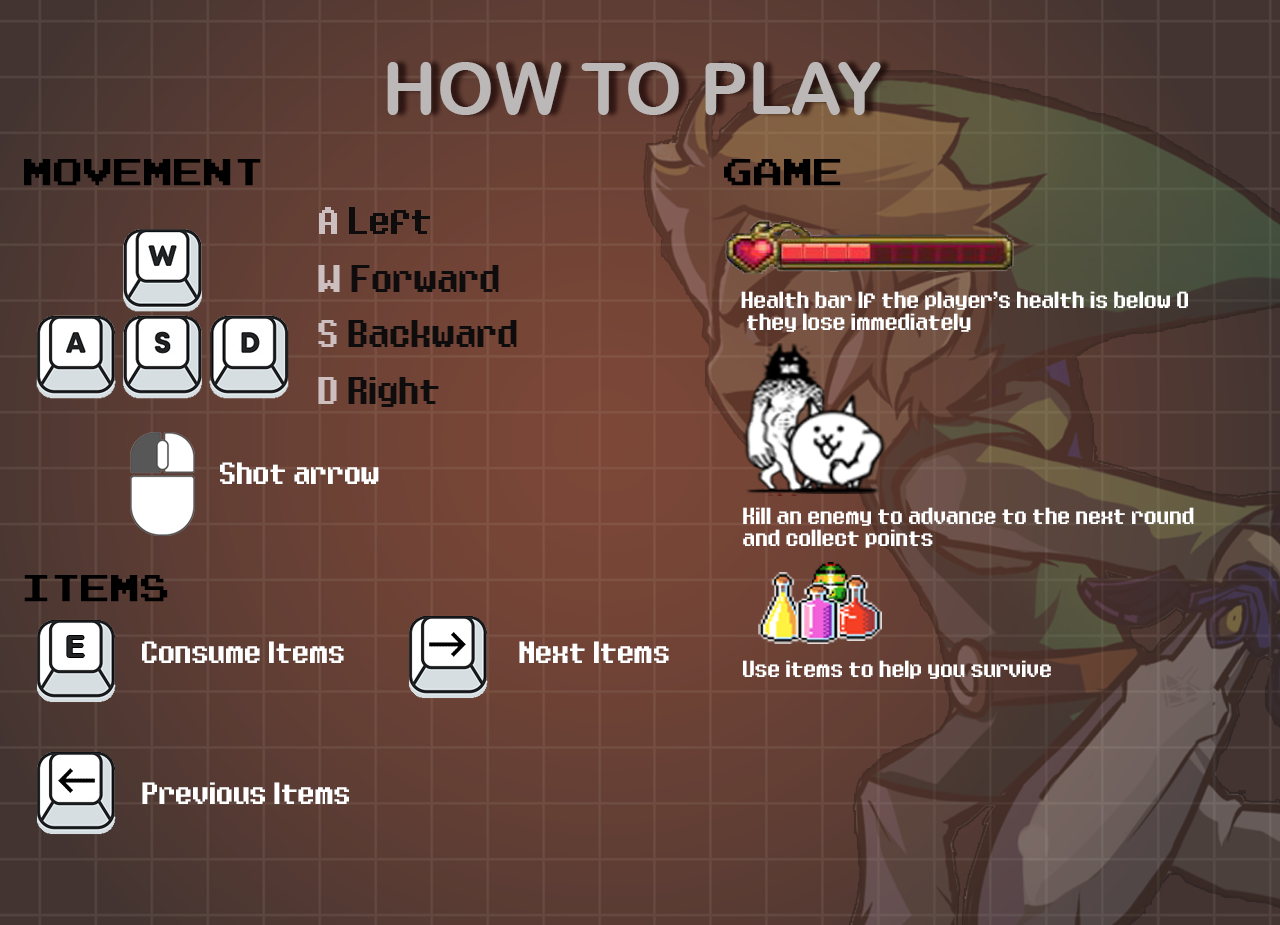 HOW TO PLAY
MOVEMENT
W
A S D
A Left
W Forward
S Backward
D Right
Shot arrow
ITEMS
E
Consume Items
→
Next Items
←
Previous Items
GAME
Health bar If the player's health is below 0
they lose immediately
Kill an enemy to advance to the next round
and collect points
Use items to help you survive